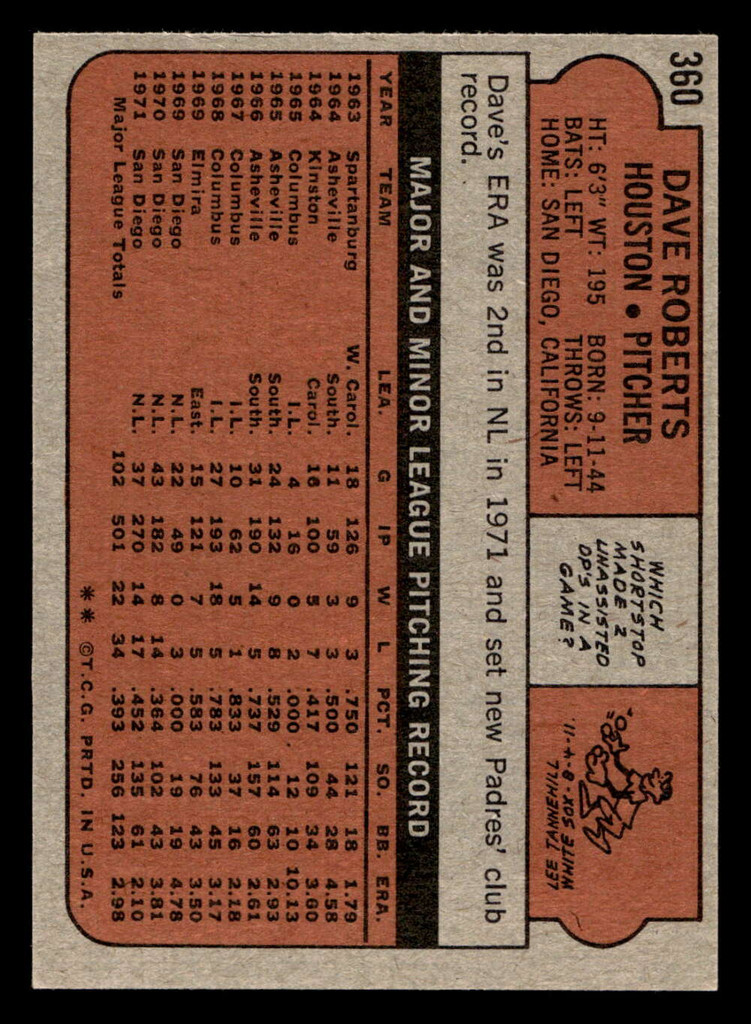 360
DAVE ROBERTS
HOUSTON • PITCHER
HT: 6'3" WT: 195 BORN: 9-11-44
BATS: LEFT THROWS: LEFT
HOME: SAN DIEGO, CALIFORNIA
WHICH
SHORTSTOP
MADE 2
UNASSISTED
DP'S IN A
GAME?
LEE TANNEHILL
WHITE SOX - 8-4-11.
Dave's ERA was 2nd in NL in 1971 and set new Padres' club
record.
MAJOR AND MINOR LEAGUE PITCHING RECORD
YEAR TEAM LEA. G IP W L PCT. SO. BB. ERA.
1963 Spartanburg W. Carol. 18 126 9 3 .750 121 18 1.79
1964 Asheville South. 11 59 3 3 .500 44 28 4.58
1964 Kinston Carol. 16 100 5 7 .417 109 34 3.60
1965 Columbus I.L. 4 16 0 2 .000 12 10 10.13
1965 Asheville South. 24 132 9 8 .529 114 63 2.93
1966 Asheville South. 31 190 14 5 .737 157 60 2.61
1967 Columbus I.L. 10 62 5 1 .833 37 16 2.18
1968 Columbus I.L. 27 193 18 5 .783 133 45 3.17
1969 Elmira East. 15 121 7 5 .583 76 43 3.50
1969 San Diego N.L. 22 49 0 3 .000 19 19 4.78
1970 San Diego N.L. 43 182 8 14 .364 102 43 3.81
1971 San Diego N.L. 37 270 14 17 .452 135 61 2.10
Major League Totals 102 501 22 34 .393 256 123 2.98
** ©T.C.G. PRTD. IN U.S.A.